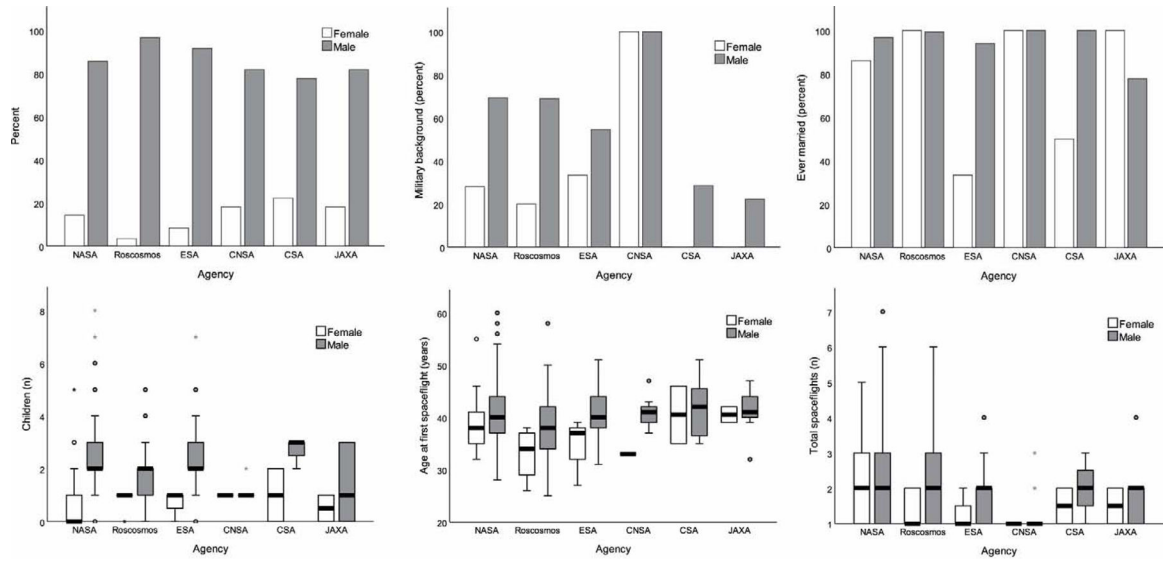 Percent
100
80
60
40
20
0
Female
Male
NASA Roscosmos ESA CNSA CSA JAXA
Agency
Military background (percent)
100
80
60
40
20
0
Female
Male
NASA Roscosmos ESA CNSA CSA JAXA
Agency
Ever married (percent)
100
80
60
40
20
0
Female
Male
NASA Roscosmos ESA CNSA CSA JAXA
Agency
Children (n)
8
6
4
2
0
Female
Male
NASA Roscosmos ESA CNSA CSA JAXA
Agency
Age at first spaceflight (years)
60
50
40
30
20
Female
Male
NASA Roscosmos ESA CNSA CSA JAXA
Agency
Total spaceflights (n)
7
6
5
4
3
2
1
Female
Male
NASA Roscosmos ESA CNSA CSA JAXA
Agency